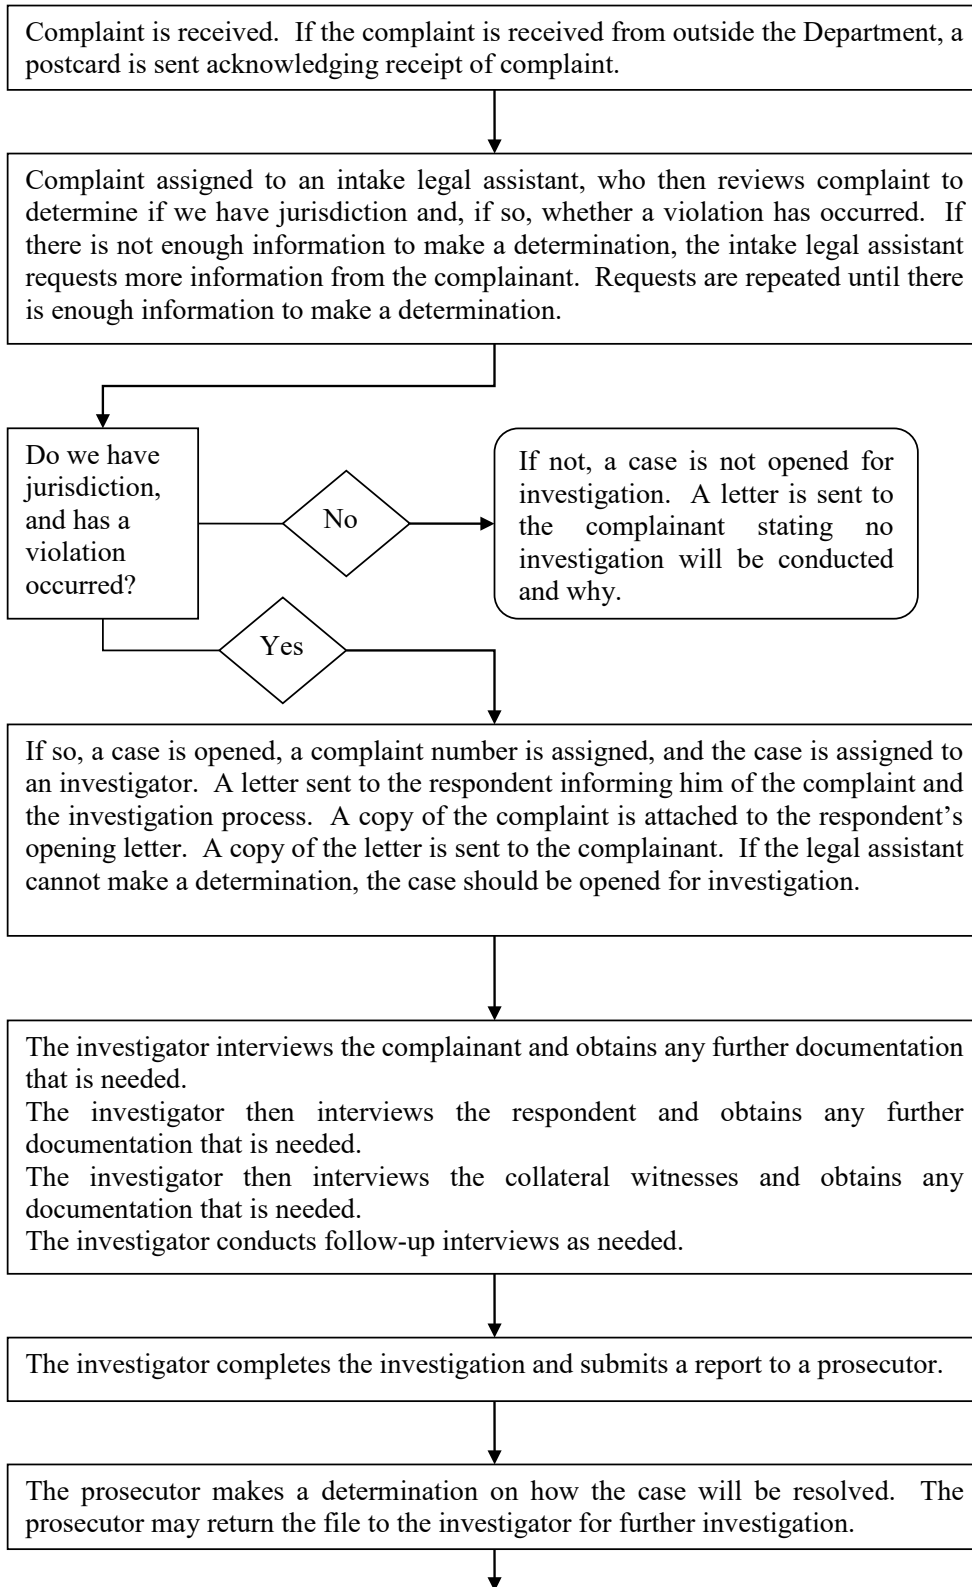 Complaint is received.  If the complaint is received from outside the Department, a
postcard is sent acknowledging receipt of complaint.
Complaint assigned to an intake legal assistant, who then reviews complaint to
determine if we have jurisdiction and, if so, whether a violation has occurred.  If
there is not enough information to make a determination, the intake legal assistant
requests more information from the complainant.  Requests are repeated until there
is enough information to make a determination.
Do we have
jurisdiction,
and has a
violation
occurred?
No
If not, a case is not opened for
investigation.  A letter is sent to
the complainant stating no
investigation will be conducted
and why.
Yes
If so, a case is opened, a complaint number is assigned, and the case is assigned to
an investigator.  A letter sent to the respondent informing him of the complaint and
the investigation process.  A copy of the complaint is attached to the respondent’s
opening letter.  A copy of the letter is sent to the complainant.  If the legal assistant
cannot make a determination, the case should be opened for investigation.
The investigator interviews the complainant and obtains any further documentation
that is needed.
The investigator then interviews the respondent and obtains any further
documentation that is needed.
The investigator then interviews the collateral witnesses and obtains any
documentation that is needed.
The investigator conducts follow-up interviews as needed.
The investigator completes the investigation and submits a report to a prosecutor.
The prosecutor makes a determination on how the case will be resolved.  The
prosecutor may return the file to the investigator for further investigation.